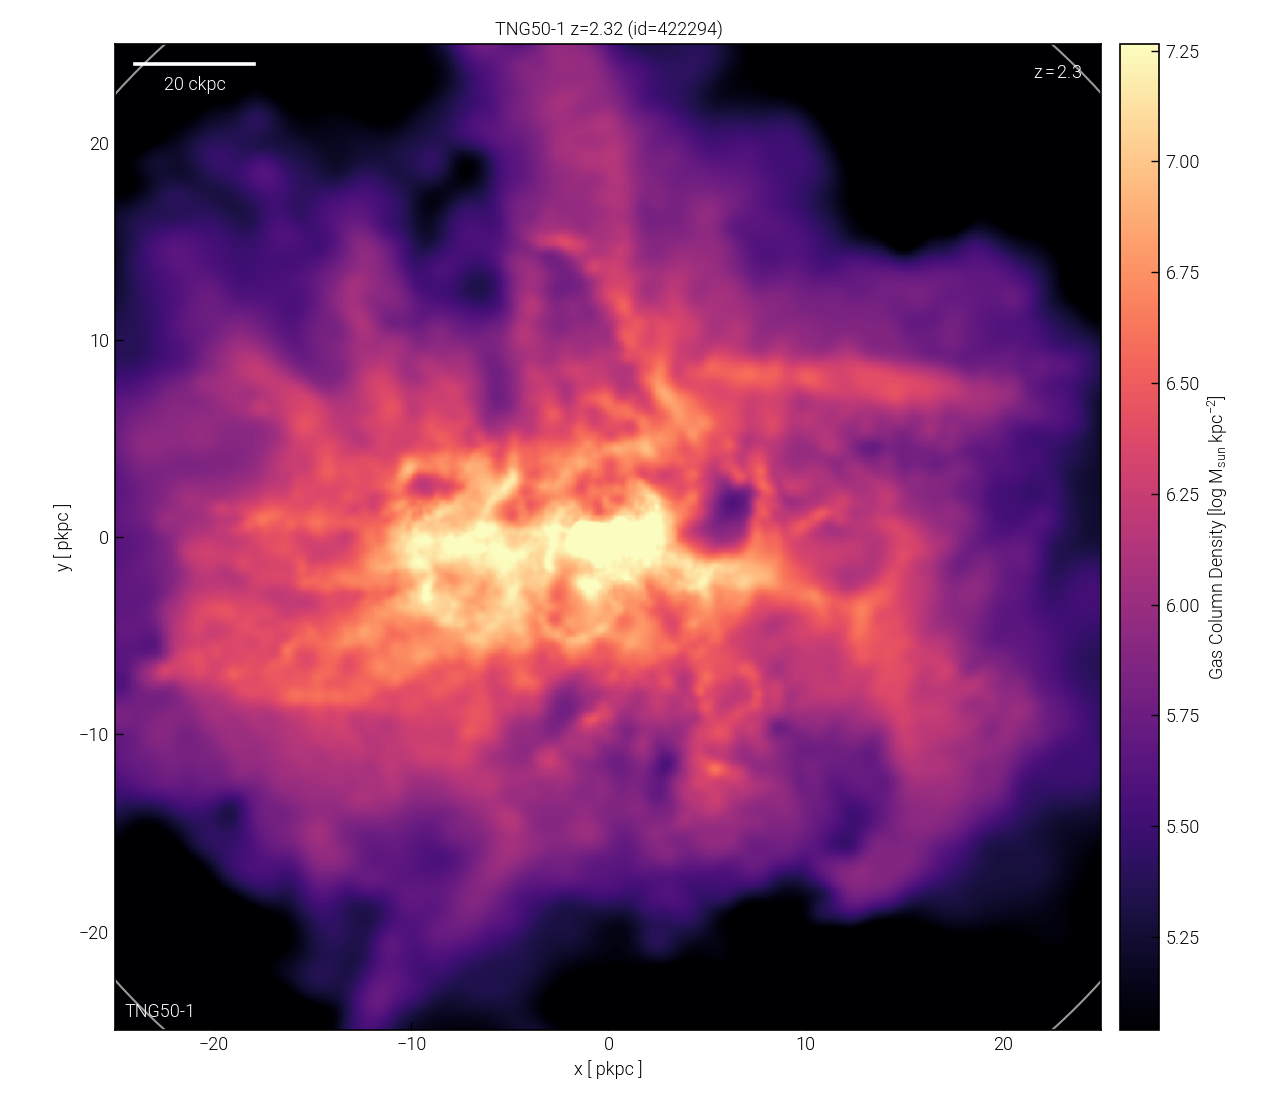 TNG50-1 z=2.32 (id=422294)
20 ckpc
z=2.3
TNG50-1
20
10
0
−10
−20
y [ pkpc ]
−20
−10
0
10
20
x [ pkpc ]
7.25
7.00
6.75
6.50
6.25
6.00
5.75
5.50
5.25
Gas Column Density [log M_sun kpc^−2]